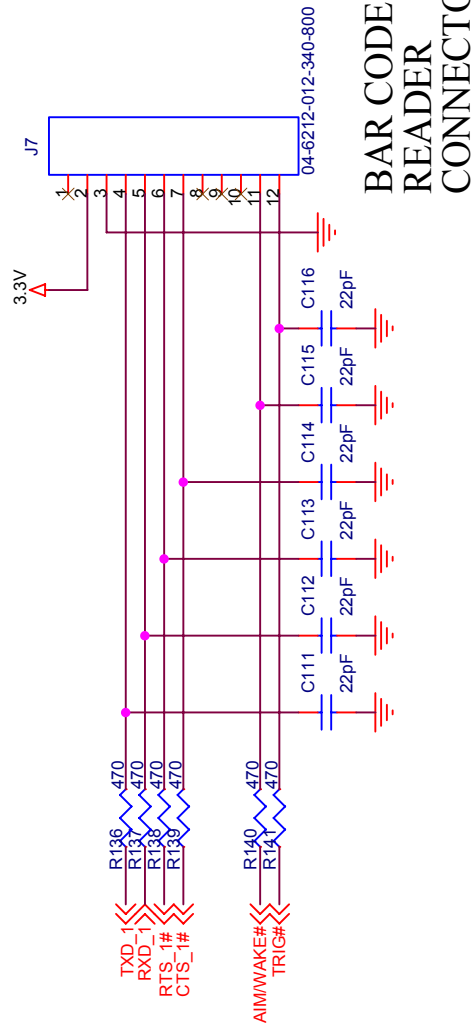 3.3V
J7
1
2
3
4
5
6
7
8
9
10
11
12
04-6212-012-340-800
TXD_1
RXD_1
RTS_1#
CTS_1#
AIM/WAKE#
TRIG#
R136 470
R137 470
R138 470
R139 470
R140 470
R141 470
C111 22pF
C112 22pF
C113 22pF
C114 22pF
C115 22pF
C116 22pF
BAR CODE
READER
CONNECTO